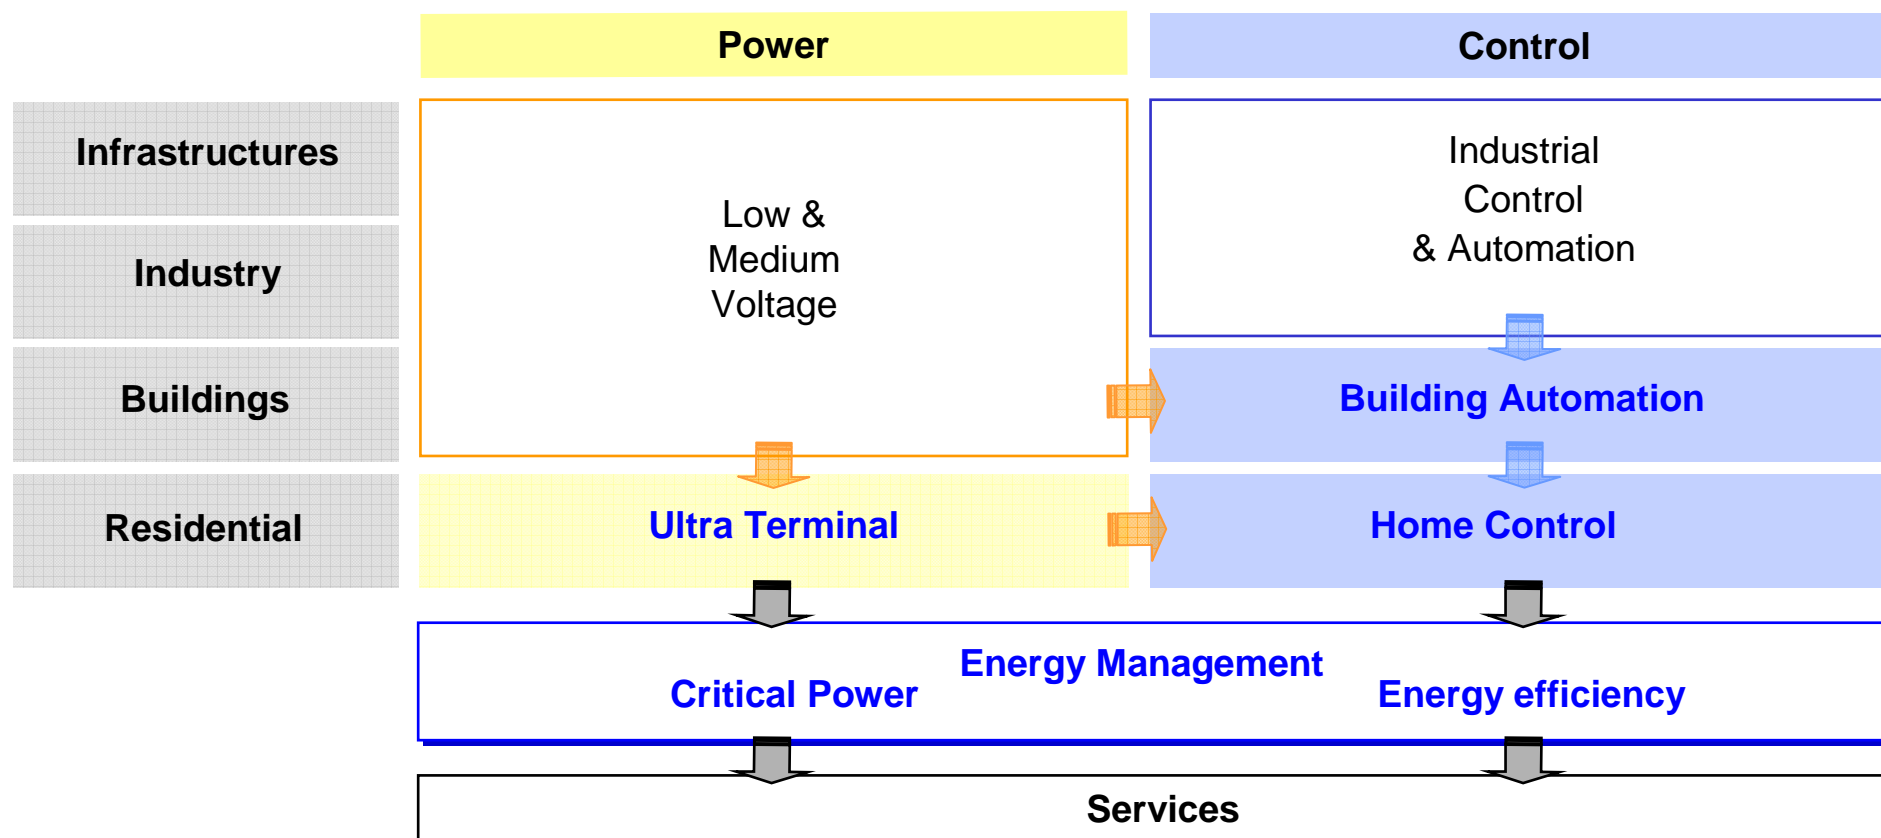 Power
Control
Infrastructures
Industry
Buildings
Residential
Low &
Medium
Voltage
Industrial
Control
& Automation
Building Automation
Ultra Terminal
Home Control
Energy Management
Critical Power
Energy efficiency
Services